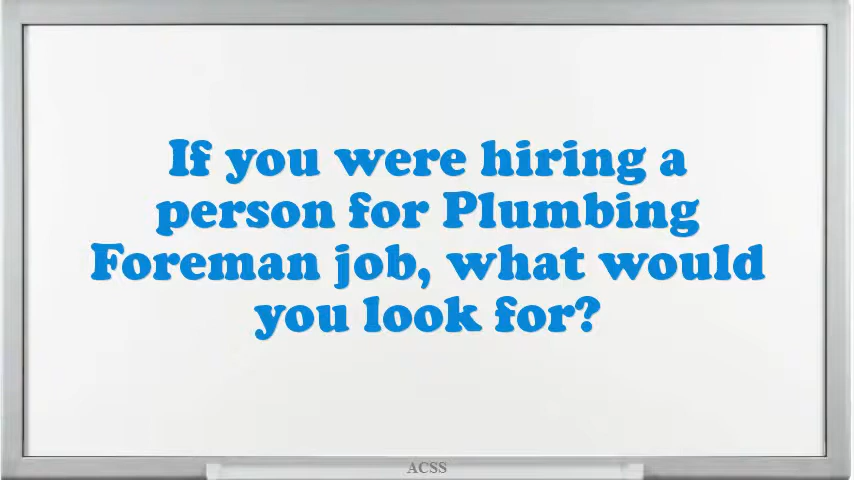 If you were hiring a
person for Plumbing
Foreman job, what would
you look for?
ACSS